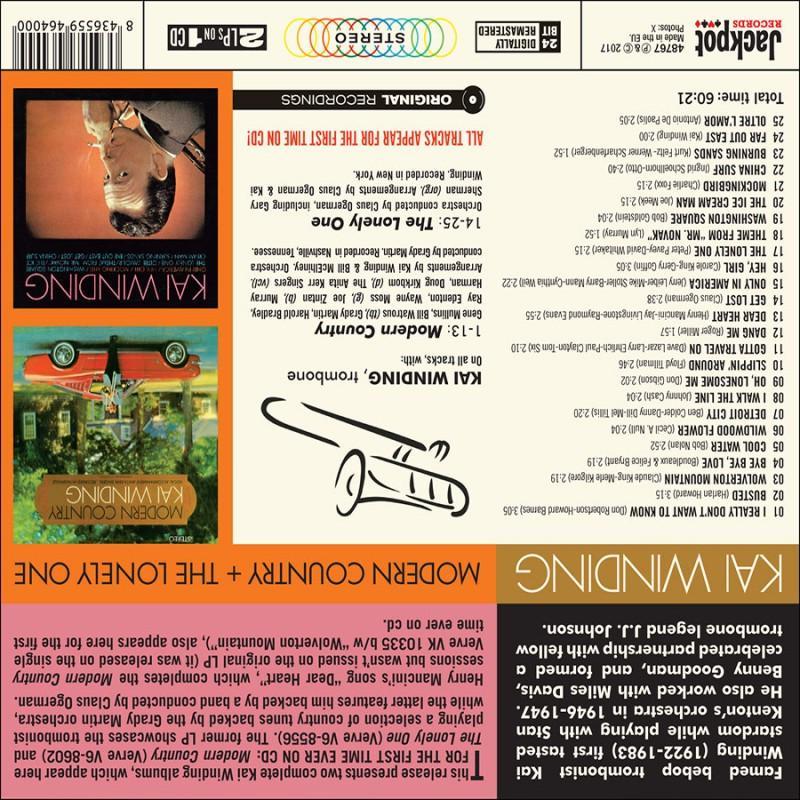 Famed bebop trombonist Kai
Winding (1922-1983) first tasted
stardom while playing with Stan
Kenton's orchestra in 1946-1947.
He also worked with Miles Davis,
Benny Goodman, and formed a
celebrated partnership with fellow
trombone legend J.J. Johnson.
This release presents two complete Kai Winding albums, which appear here
FOR THE FIRST TIME EVER ON CD: Modern Country (Verve V6-8602) and
The Lonely One (Verve V6-8556). The former LP showcases the trombonist
playing a selection of country tunes backed by the Grady Martin orchestra,
while the latter features him backed by a band conducted by Claus Ogerman.
Henry Mancini's song "Dear Heart", which completes the Modern Country
sessions but wasn't issued on the original LP (it was released on the single
Verve VK 10335 b/w "Wolverton Mountain"), also appears here for the first
time ever on cd.
KAI WINDING
MODERN COUNTRY + THE LONELY ONE
01 I REALLY DON'T WANT TO KNOW (Don Robertson-Howard Barnes) 3:05
02 BUSTED (Harlan Howard) 3:15
03 WOLVERTON MOUNTAIN (Claude King-Merle Kilgore) 2:19
04 BYE BYE, LOVE (Boudleaux & Felice Bryant) 2:19
05 COOL WATER (Bob Nolan) 2:52
06 WILDWOOD FLOWER (Cecil A. Null) 2:04
07 DETROIT CITY (Ben Colder-Danny Dill-Mel Tillis) 2:20
08 I WALK THE LINE (Johnny Cash) 2:04
09 OH, LONESOME ME (Don Gibson) 2:02
10 SLIPPIN' AROUND (Floyd Tillman) 2:46
11 GOTTA TRAVEL ON (Dave Lazar-Larry Ehrlich-Paul Clayton-Tom Six) 2:10
12 DANG ME (Roger Miller) 1:57
13 DEAR HEART (Henry Mancini-Jay Livingstone-Raymond Evans) 2:55
14 GET LOST (Claus Ogerman) 2:38
15 ONLY IN AMERICA (Jerry Leiber-Mike Stoller-Barry Mann-Cynthia Weil) 2:22
16 HEY, GIRL (Carole King-Gerry Goffin) 3:05
17 THE LONELY ONE (Peter Pavey-David Whitaker) 2:15
18 THEME FROM "MR. NOVAK" (Lyn Murray) 1:52
19 WASHINGTON SQUARE (Bob Goldstein) 2:04
20 THE ICE CREAM MAN (Joe Meek) 2:15
21 MOCKINGBIRD (Charlie Foxx) 2:15
22 CHINA SURF (Ingrid Schoellhorn-Otto) 2:40
23 BURNING SANDS (Kurt Feltz- Werner Scharfenberger) 1:52
24 FAR OUT EAST (Kai Winding) 2:00
25 OLTRE L'AMOR (Antonio De Paolis) 2:05
Total time: 60:21
KAI WINDING, trombone
On all tracks, with:
1-13: Modern Country
Gene Mullins, Bill Watrous (tb), Grady Martin, Harold Bradley,
Ray Edenton, Wayne Moss (g), Joe Zintan (b), Murray
Harman, Doug Kirkhom (d), The Anita Kerr Singers (vcl).
Arrangements by Kai Winding & Bill McElhiney. Orchestra
conducted by Grady Martin. Recorded in Nashville, Tennessee.
14-25: The Lonely One
Orchestra conducted by Claus Ogerman, including Gary
Sherman (org). Arrangements by Claus Ogerman & Kai
Winding. Recorded in New York.
ALL TRACKS APPEAR FOR THE FIRST TIME ON CD!
ORIGINAL RECORDINGS
STEREO
MODERN COUNTRY
KAI WINDING
KAI WINDING
Jackpot
RECORDS
48767 ℗ & © 2017
Made in the EU.
Photos: X
24 DIGITALLY
BIT REMASTERED
STEREO
2 LPS ON 1 CD
8 436559 464000